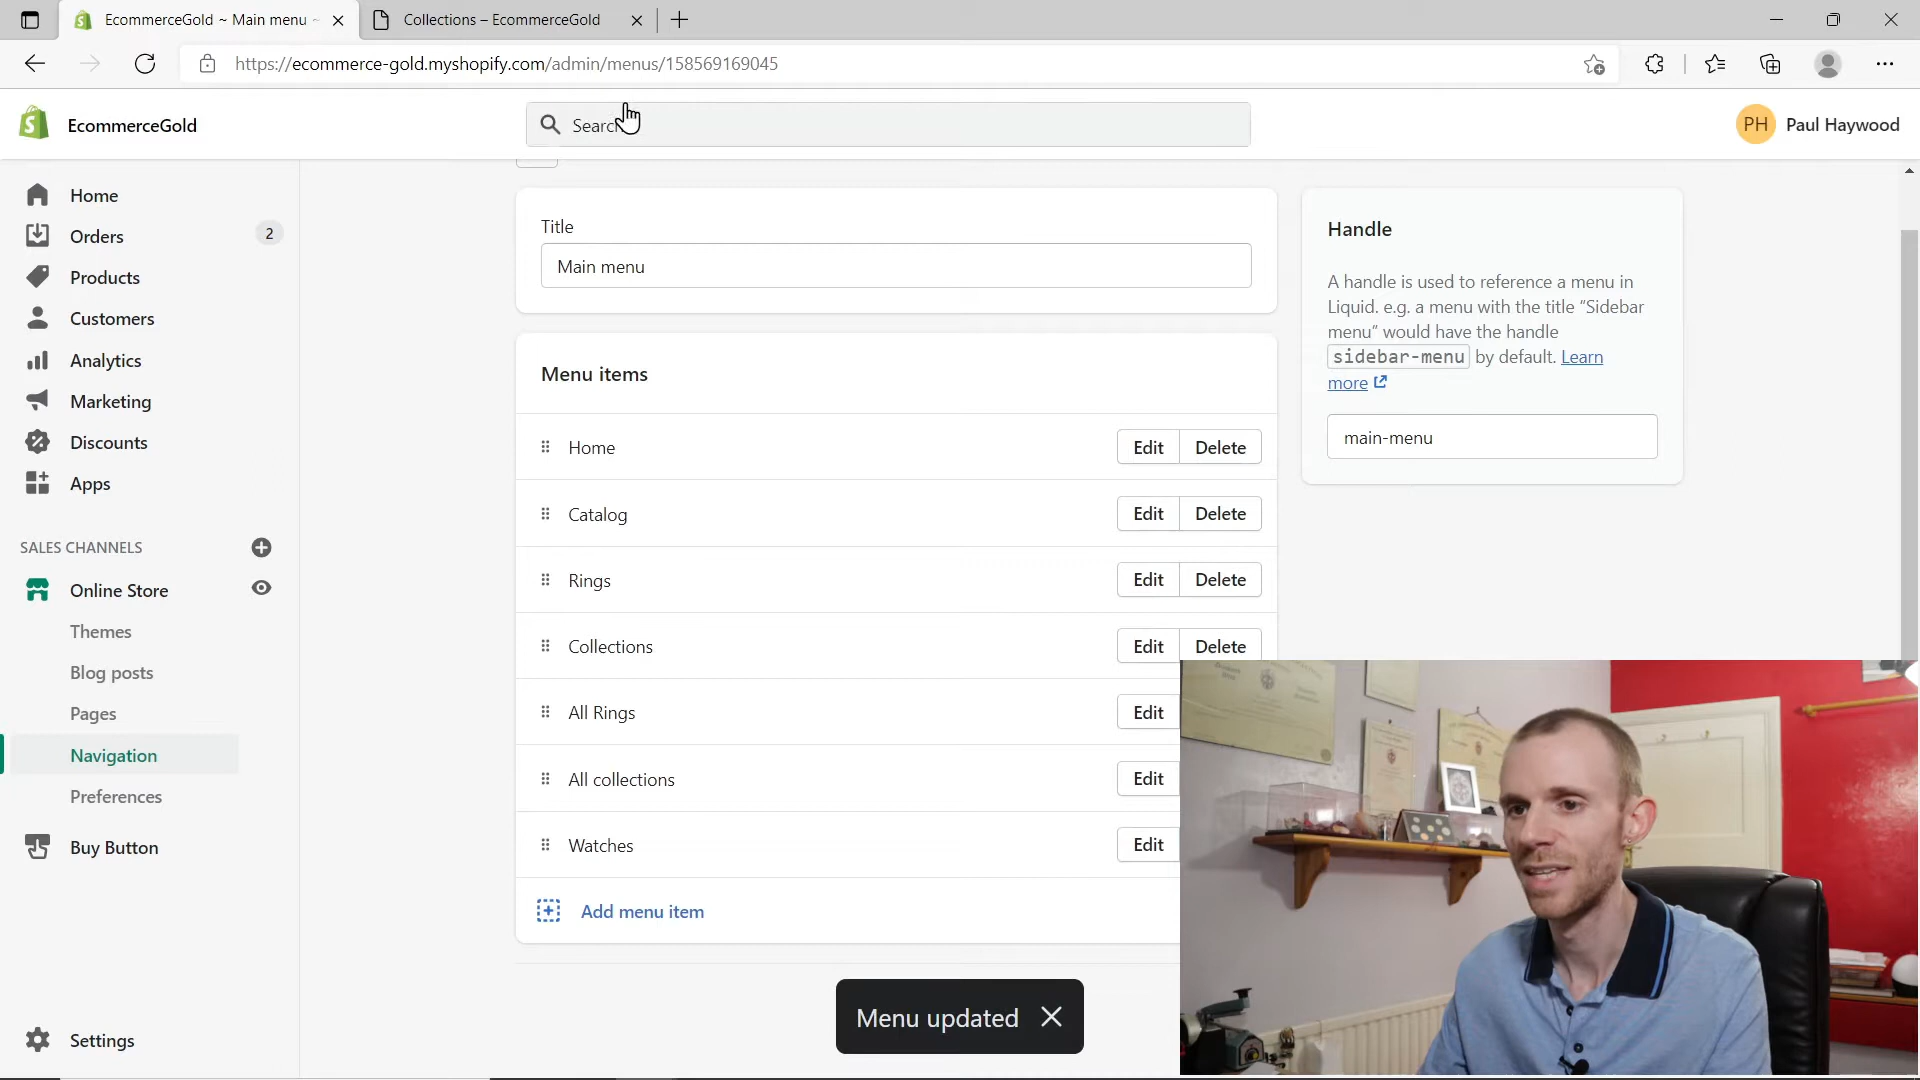 EcommerceGold ~ Main menu ~
Collections – EcommerceGold
https://ecommerce-gold.myshopify.com/admin/menus/158569169045
EcommerceGold
Search
PH Paul Haywood
Home
Orders 2
Products
Customers
Analytics
Marketing
Discounts
Apps
SALES CHANNELS
Online Store
Themes
Blog posts
Pages
Navigation
Preferences
Buy Button
Settings
Title
Main menu
Menu items
Home Edit Delete
Catalog Edit Delete
Rings Edit Delete
Collections Edit Delete
All Rings Edit
All collections Edit
Watches Edit
Add menu item
Menu updated
Handle
A handle is used to reference a menu in
Liquid. e.g. a menu with the title “Sidebar
menu” would have the handle
sidebar-menu by default. Learn
more
main-menu